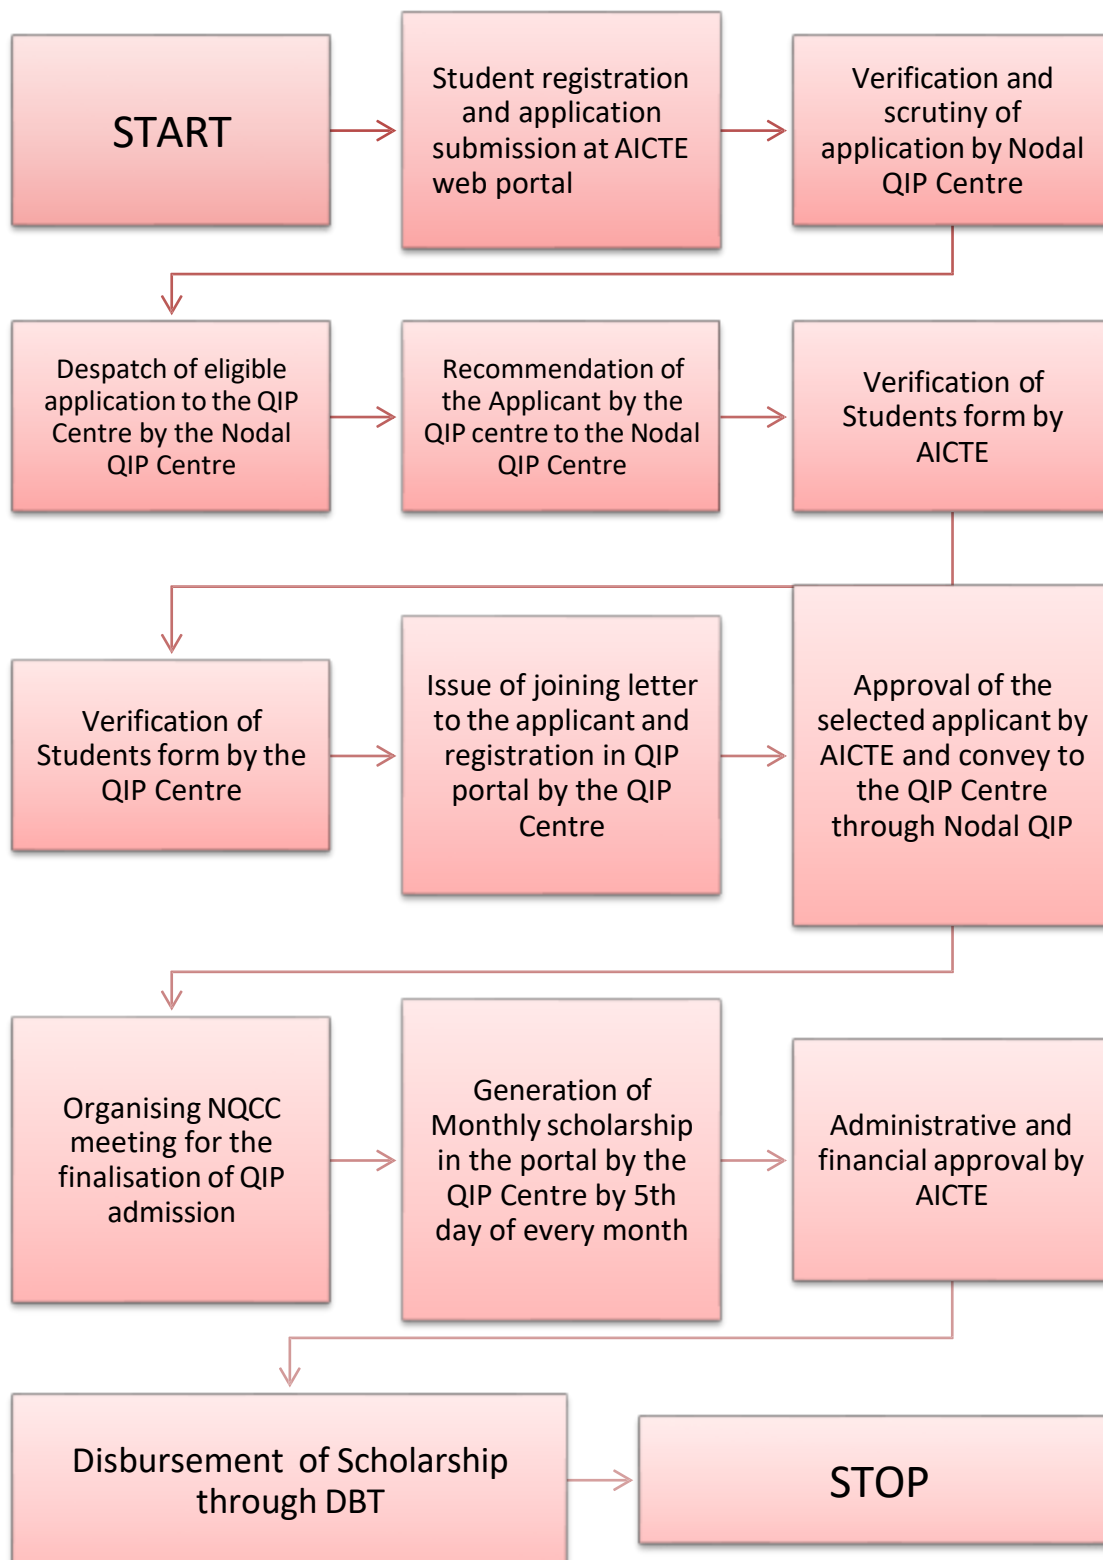 START
Student registration
and application
submission at AICTE
web portal
Verification and
scrutiny of
application by Nodal
QIP Centre
Despatch of eligible
application to the QIP
Centre by the Nodal
QIP Centre
Recommendation of
the Applicant by the
QIP centre to the Nodal
QIP Centre
Verification of
Students form by
AICTE
Verification of
Students form by the
QIP Centre
Issue of joining letter
to the applicant and
registration in QIP
portal by the QIP
Centre
Approval of the
selected applicant by
AICTE and convey to
the QIP Centre
through Nodal QIP
Organising NQCC
meeting for the
finalisation of QIP
admission
Generation of
Monthly scholarship
in the portal by the
QIP Centre by 5th
day of every month
Administrative and
financial approval by
AICTE
Disbursement of Scholarship
through DBT
STOP